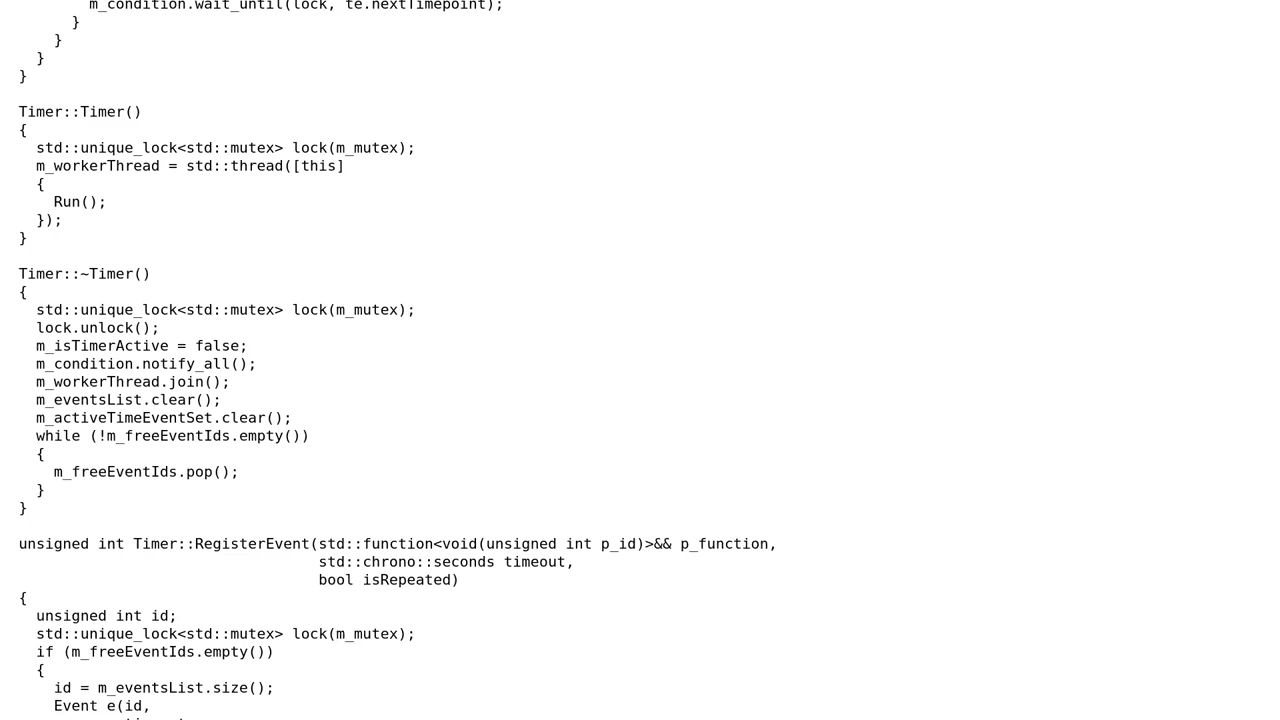 m_condition.wait_until(lock, te.nextTimepoint);
      }
    }
  }
}

Timer::Timer()
{
  std::unique_lock<std::mutex> lock(m_mutex);
  m_workerThread = std::thread([this]
  {
    Run();
  });
}

Timer::~Timer()
{
  std::unique_lock<std::mutex> lock(m_mutex);
  lock.unlock();
  m_isTimerActive = false;
  m_condition.notify_all();
  m_workerThread.join();
  m_eventsList.clear();
  m_activeTimeEventSet.clear();
  while (!m_freeEventIds.empty())
  {
    m_freeEventIds.pop();
  }
}

unsigned int Timer::RegisterEvent(std::function<void(unsigned int p_id)>&& p_function,
                                  std::chrono::seconds timeout,
                                  bool isRepeated)
{
  unsigned int id;
  std::unique_lock<std::mutex> lock(m_mutex);
  if (m_freeEventIds.empty())
  {
    id = m_eventsList.size();
    Event e(id,